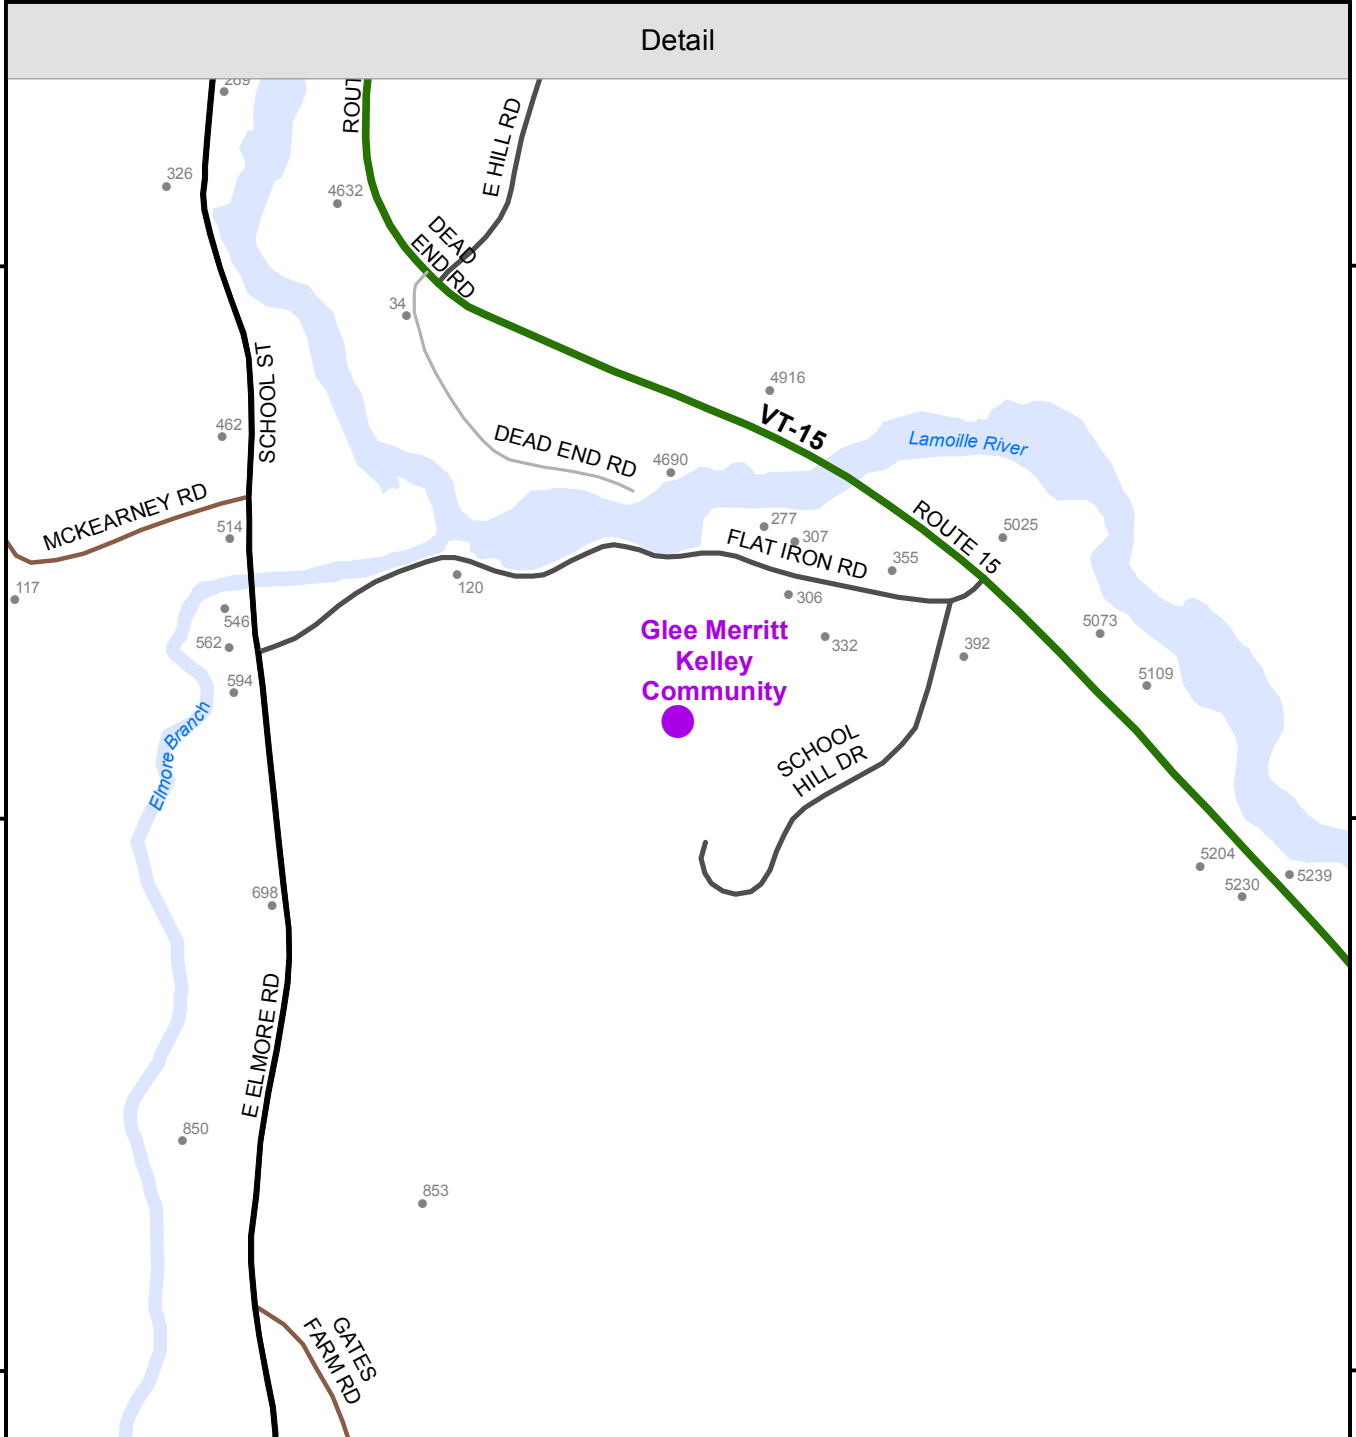 Detail
269
ROUT
E HILL RD
326
4632
DEAD
END RD
34
SCHOOL ST
4916
VT-15
Lamoille River
462
DEAD END RD
4690
MCKEARNEY RD
514
277
307
FLAT IRON RD
355
ROUTE 15
5025
117
120
306
546
562
Glee Merritt
Kelley
Community
332
392
5073
594
5109
Elmore Branch
SCHOOL
HILL DR
5204
5230
5239
698
E ELMORE RD
850
853
GATES
FARM RD